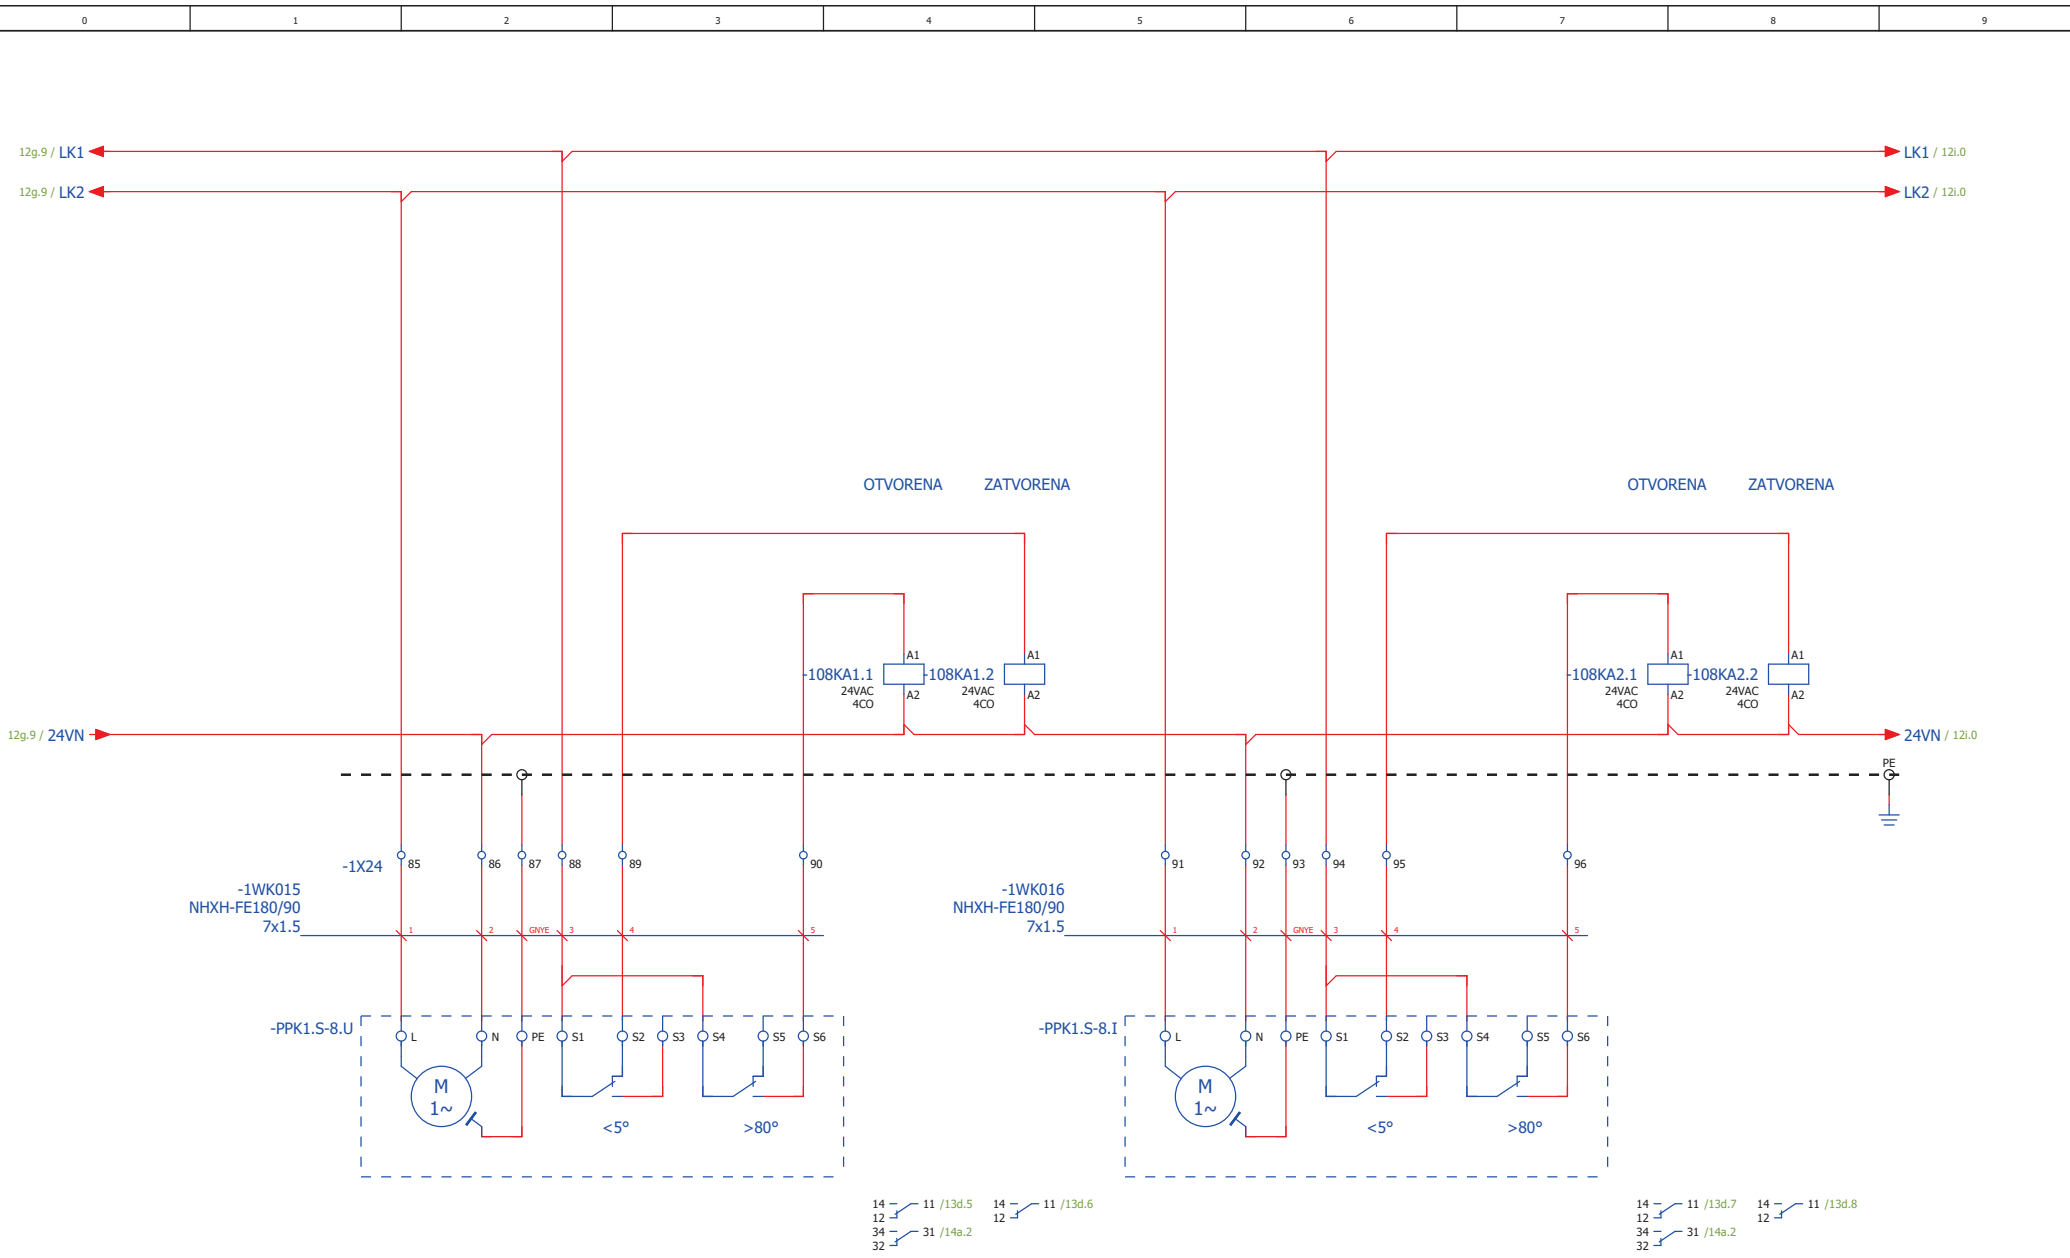 0 1 2 3 4 5 6 7 8 9
12g.9 / LK1 LK1 / 12i.0
12g.9 / LK2 LK2 / 12i.0
OTVORENA ZATVORENA OTVORENA ZATVORENA
A1 A1 A1 A1
-108KA1.1 -108KA1.2 -108KA2.1 -108KA2.2
24VAC A2 24VAC A2 24VAC A2 24VAC A2
4CO 4CO 4CO 4CO
12g.9 / 24VN 24VN / 12i.0
PE
-1X24 85 86 87 88 89 90 91 92 93 94 95 96
-1WK015 -1WK016
NHXH-FE180/90 NHXH-FE180/90
7x1.5 1 2 GNYE 3 4 5 7x1.5 1 2 GNYE 3 4 5
-PPK1.S-8.U -PPK1.S-8.I
L N PE S1 S2 S3 S4 S5 S6 L N PE S1 S2 S3 S4 S5 S6
M M
1~ 1~
<5° >80° <5° >80°
14 11 /13d.5 14 11 /13d.6 14 11 /13d.7 14 11 /13d.8
12 12 12 12
34 31 /14a.2 34 31 /14a.2
32 32